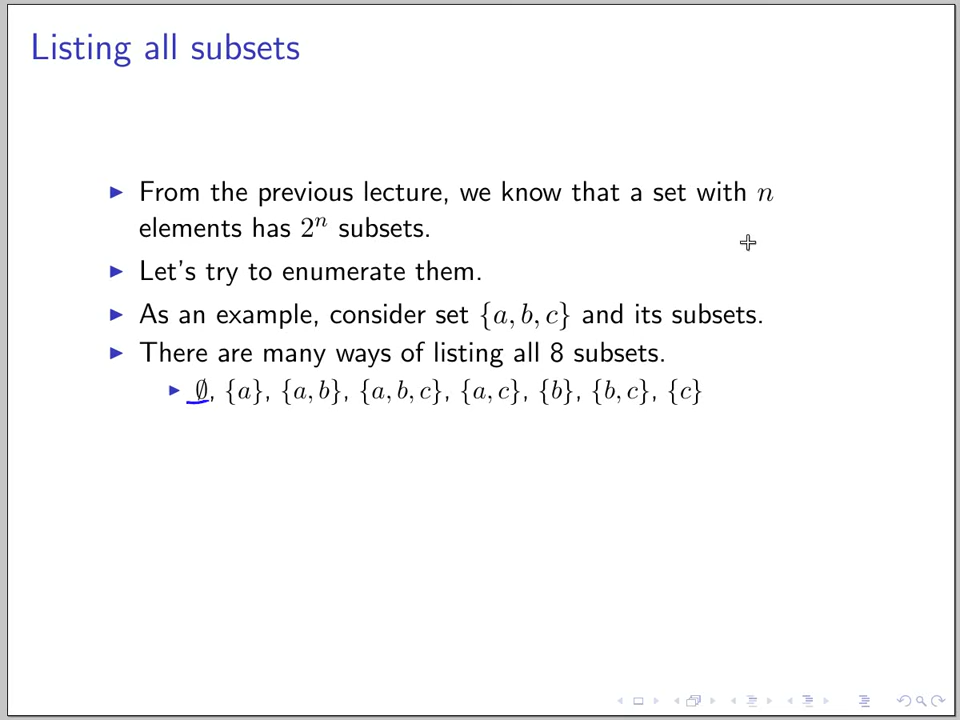 Listing all subsets
From the previous lecture, we know that a set with n
elements has 2ⁿ subsets.
Let's try to enumerate them.
As an example, consider set {a, b, c} and its subsets.
There are many ways of listing all 8 subsets.
∅, {a}, {a, b}, {a, b, c}, {a, c}, {b}, {b, c}, {c}